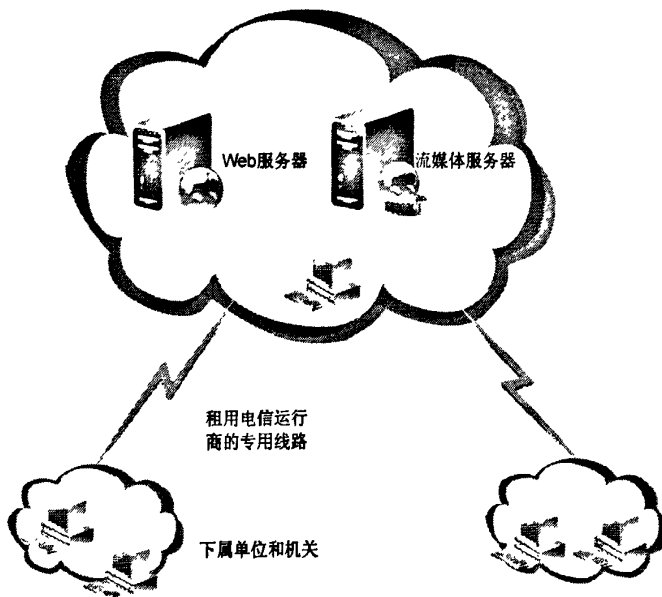 Web服务器
流媒体服务器
租用电信运行
商的专用线路
下属单位和机关